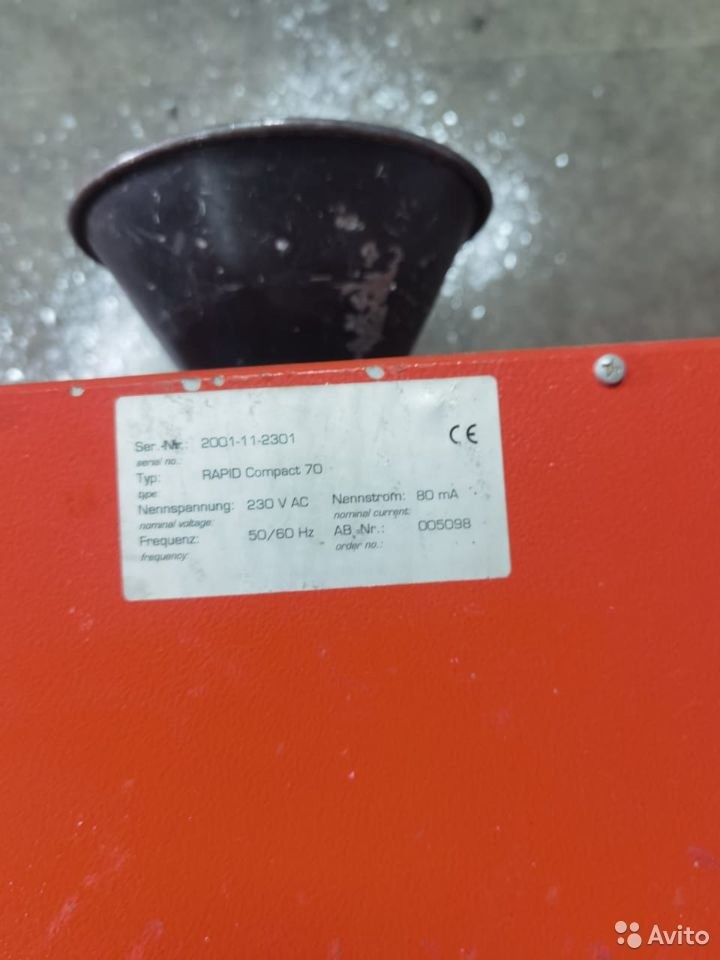 Ser.-Nr.: 2001-11-2301 CE
serial no.:
Typ: RAPID Compact 70
type:
Nennspannung: 230 V AC Nennstrom: 80 mA
nominal voltage: nominal current:
Frequenz: 50/60 Hz AB.-Nr.: 005098
frequency: order no.:
Avito